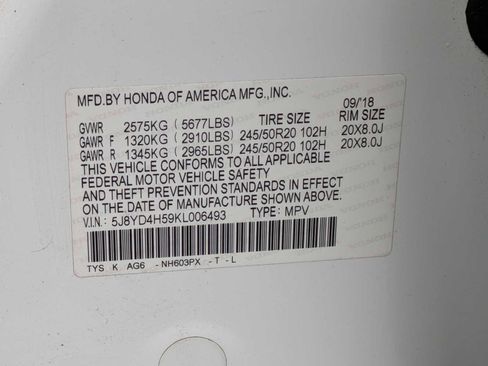 MFD.BY HONDA OF AMERICA MFG.,INC.
09/'18
GVWR 2575KG ( 5677LBS) TIRE SIZE RIM SIZE
GAWR F 1320KG ( 2910LBS) 245/50R20 102H 20X8.0J
GAWR R 1345KG ( 2965LBS) 245/50R20 102H 20X8.0J
THIS VEHICLE CONFORMS TO ALL APPLICABLE
FEDERAL MOTOR VEHICLE SAFETY
AND THEFT PREVENTION STANDARDS IN EFFECT
ON THE DATE OF MANUFACTURE SHOWN ABOVE.
V.I.N: 5J8YD4H59KL006493 TYPE: MPV
TYS K AG6 - NH603PX - T - L